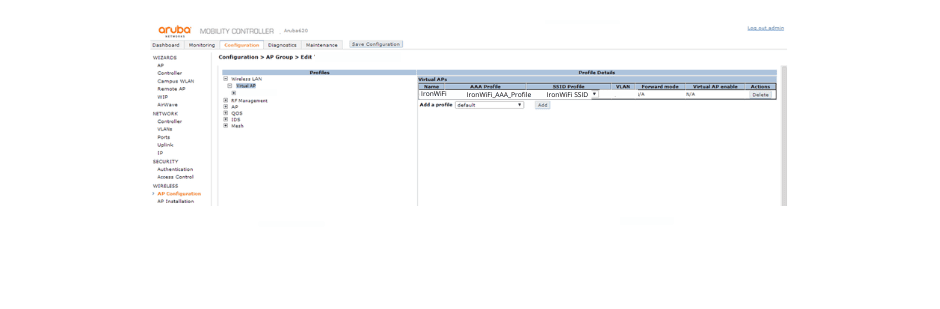 aruba NETWORKS MOBILITY CONTROLLER Aruba620 Log out admin
Dashboard Monitoring Configuration Diagnostics Maintenance Save Configuration
WIZARDS
AP
Controller
Campus WLAN
Remote AP
WIP
AirWave
NETWORK
Controller
VLANs
Ports
Uplink
IP
SECURITY
Authentication
Access Control
WIRELESS
AP Configuration
AP Installation
Configuration > AP Group > Edit
Profiles
Wireless LAN
Virtual AP
RF Management
AP
QOS
IDS
Mesh
Profile Details
Virtual APs
Name AAA Profile SSID Profile VLAN Forward mode Virtual AP enable Actions
IronWiFi IronWiFi_AAA_Profile IronWiFi SSID N/A N/A Delete
Add a profile default Add